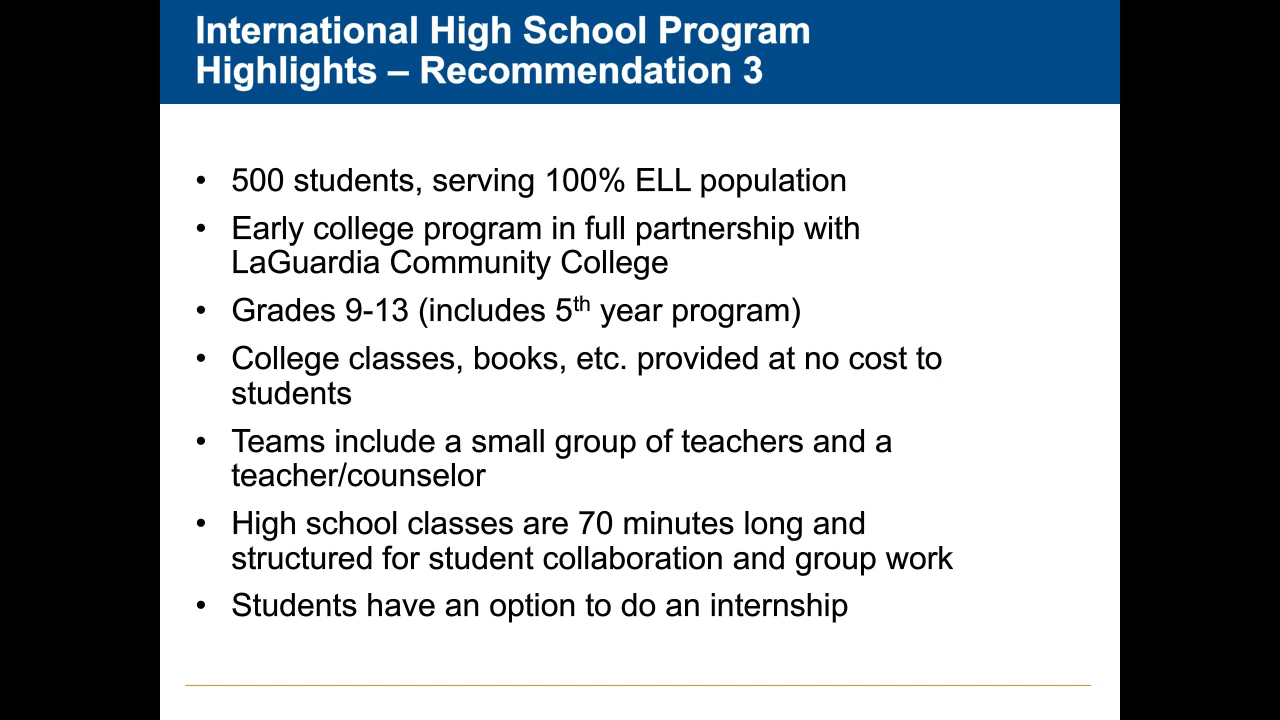 International High School Program
Highlights – Recommendation 3
• 500 students, serving 100% ELL population
• Early college program in full partnership with
LaGuardia Community College
• Grades 9-13 (includes 5th year program)
• College classes, books, etc. provided at no cost to
students
• Teams include a small group of teachers and a
teacher/counselor
• High school classes are 70 minutes long and
structured for student collaboration and group work
• Students have an option to do an internship